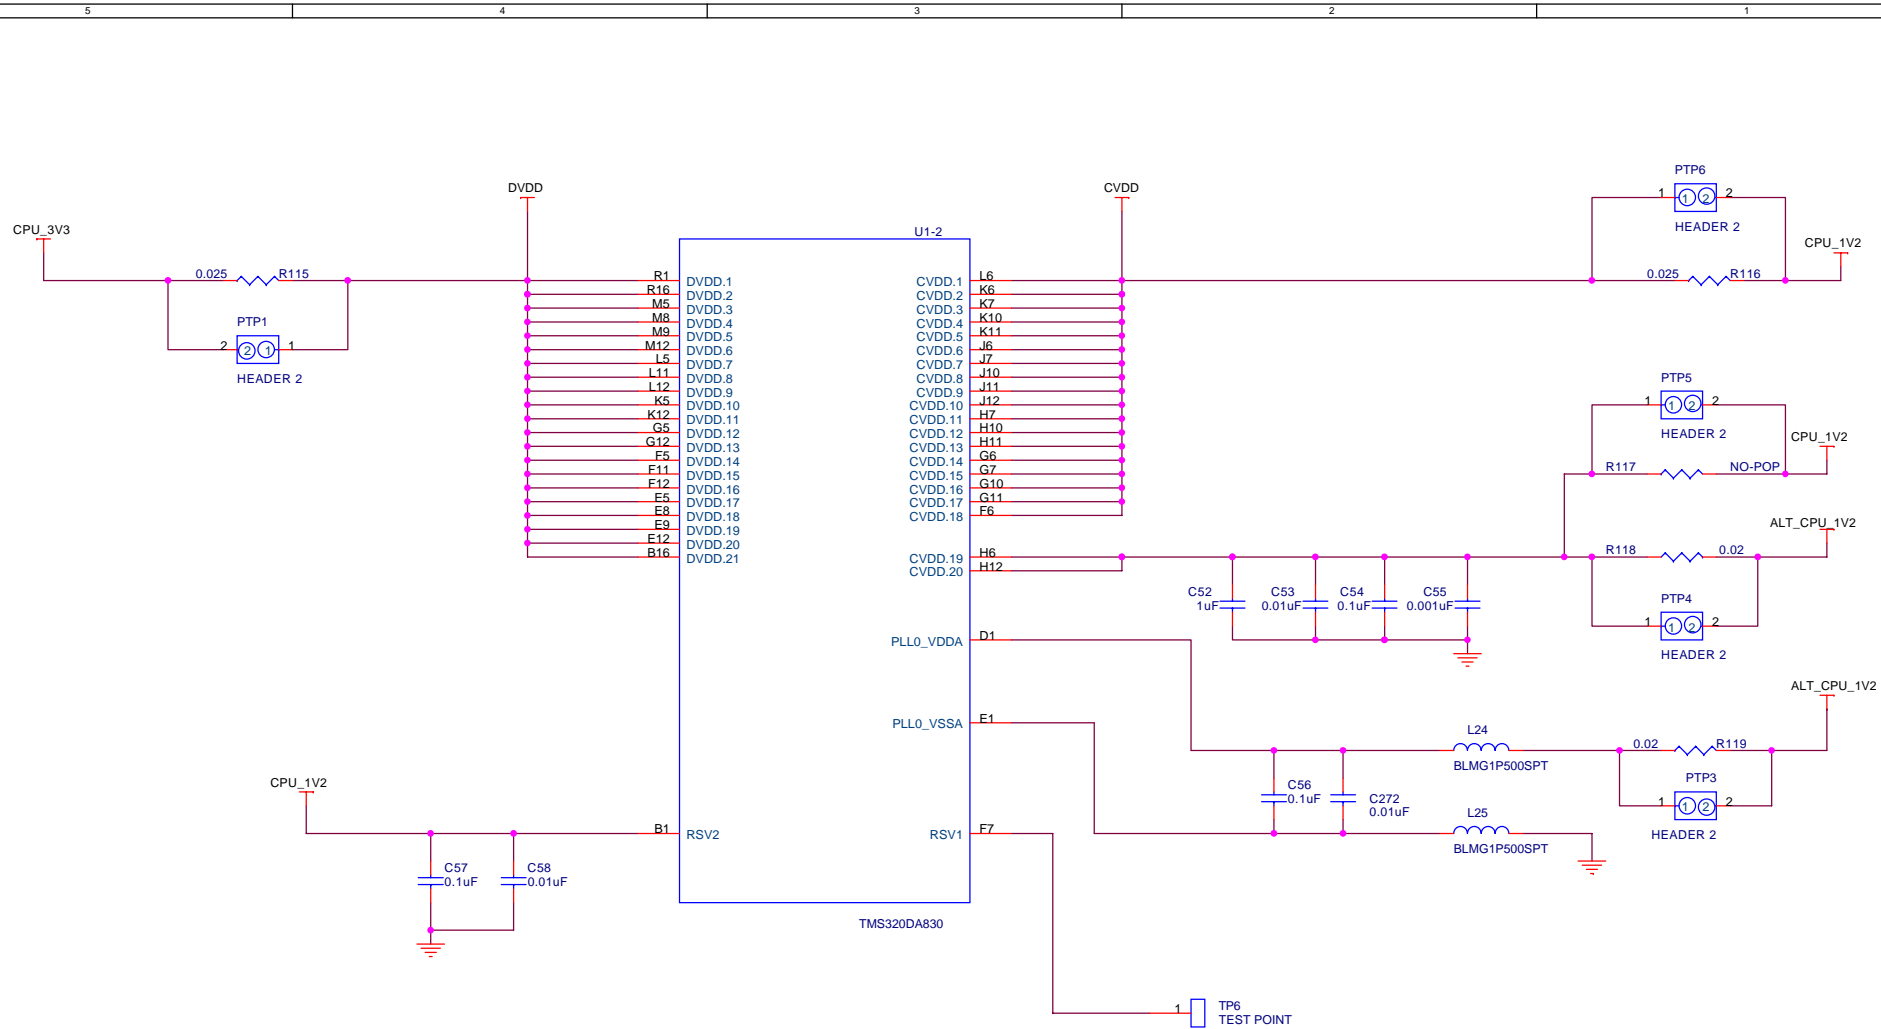 5 4 3 2 1
PTP6
1 1 2 2
HEADER 2
DVDD
CVDD
CPU_3V3
CPU_1V2
U1-2
0.025 R115
0.025 R116
R1 DVDD.1 CVDD.1 L6
R16 DVDD.2 CVDD.2 K6
M5 DVDD.3 CVDD.3 K7
M8 DVDD.4 CVDD.4 K10
M9 DVDD.5 CVDD.5 K11
M12 DVDD.6 CVDD.6 J6
L5 DVDD.7 CVDD.7 J7
L11 DVDD.8 CVDD.8 J10
L12 DVDD.9 CVDD.9 J11
K5 DVDD.10 CVDD.10 J12
K12 DVDD.11 CVDD.11 H7
G5 DVDD.12 CVDD.12 H10
G12 DVDD.13 CVDD.13 H11
F5 DVDD.14 CVDD.14 G6
F11 DVDD.15 CVDD.15 G7
F12 DVDD.16 CVDD.16 G10
E5 DVDD.17 CVDD.17 G11
E8 DVDD.18 CVDD.18 F6
E9 DVDD.19
E12 DVDD.20
B16 DVDD.21
CVDD.19 H6
CVDD.20 H12
PTP1
2 2 1 1
HEADER 2
PTP5
1 1 2 2
HEADER 2
CPU_1V2
R117 NO-POP
ALT_CPU_1V2
R118 0.02
C52
1uF
C53
0.01uF
C54
0.1uF
C55
0.001uF
PTP4
1 1 2 2
HEADER 2
PLL0_VDDA D1
ALT_CPU_1V2
PLL0_VSSA E1
L24
BLMG1P500SPT
0.02 R119
PTP3
1 1 2 2
HEADER 2
C56
0.1uF
C272
0.01uF
L25
BLMG1P500SPT
CPU_1V2
B1 RSV2
RSV1 F7
C57
0.1uF
C58
0.01uF
TMS320DA830
1 TP6
TEST POINT